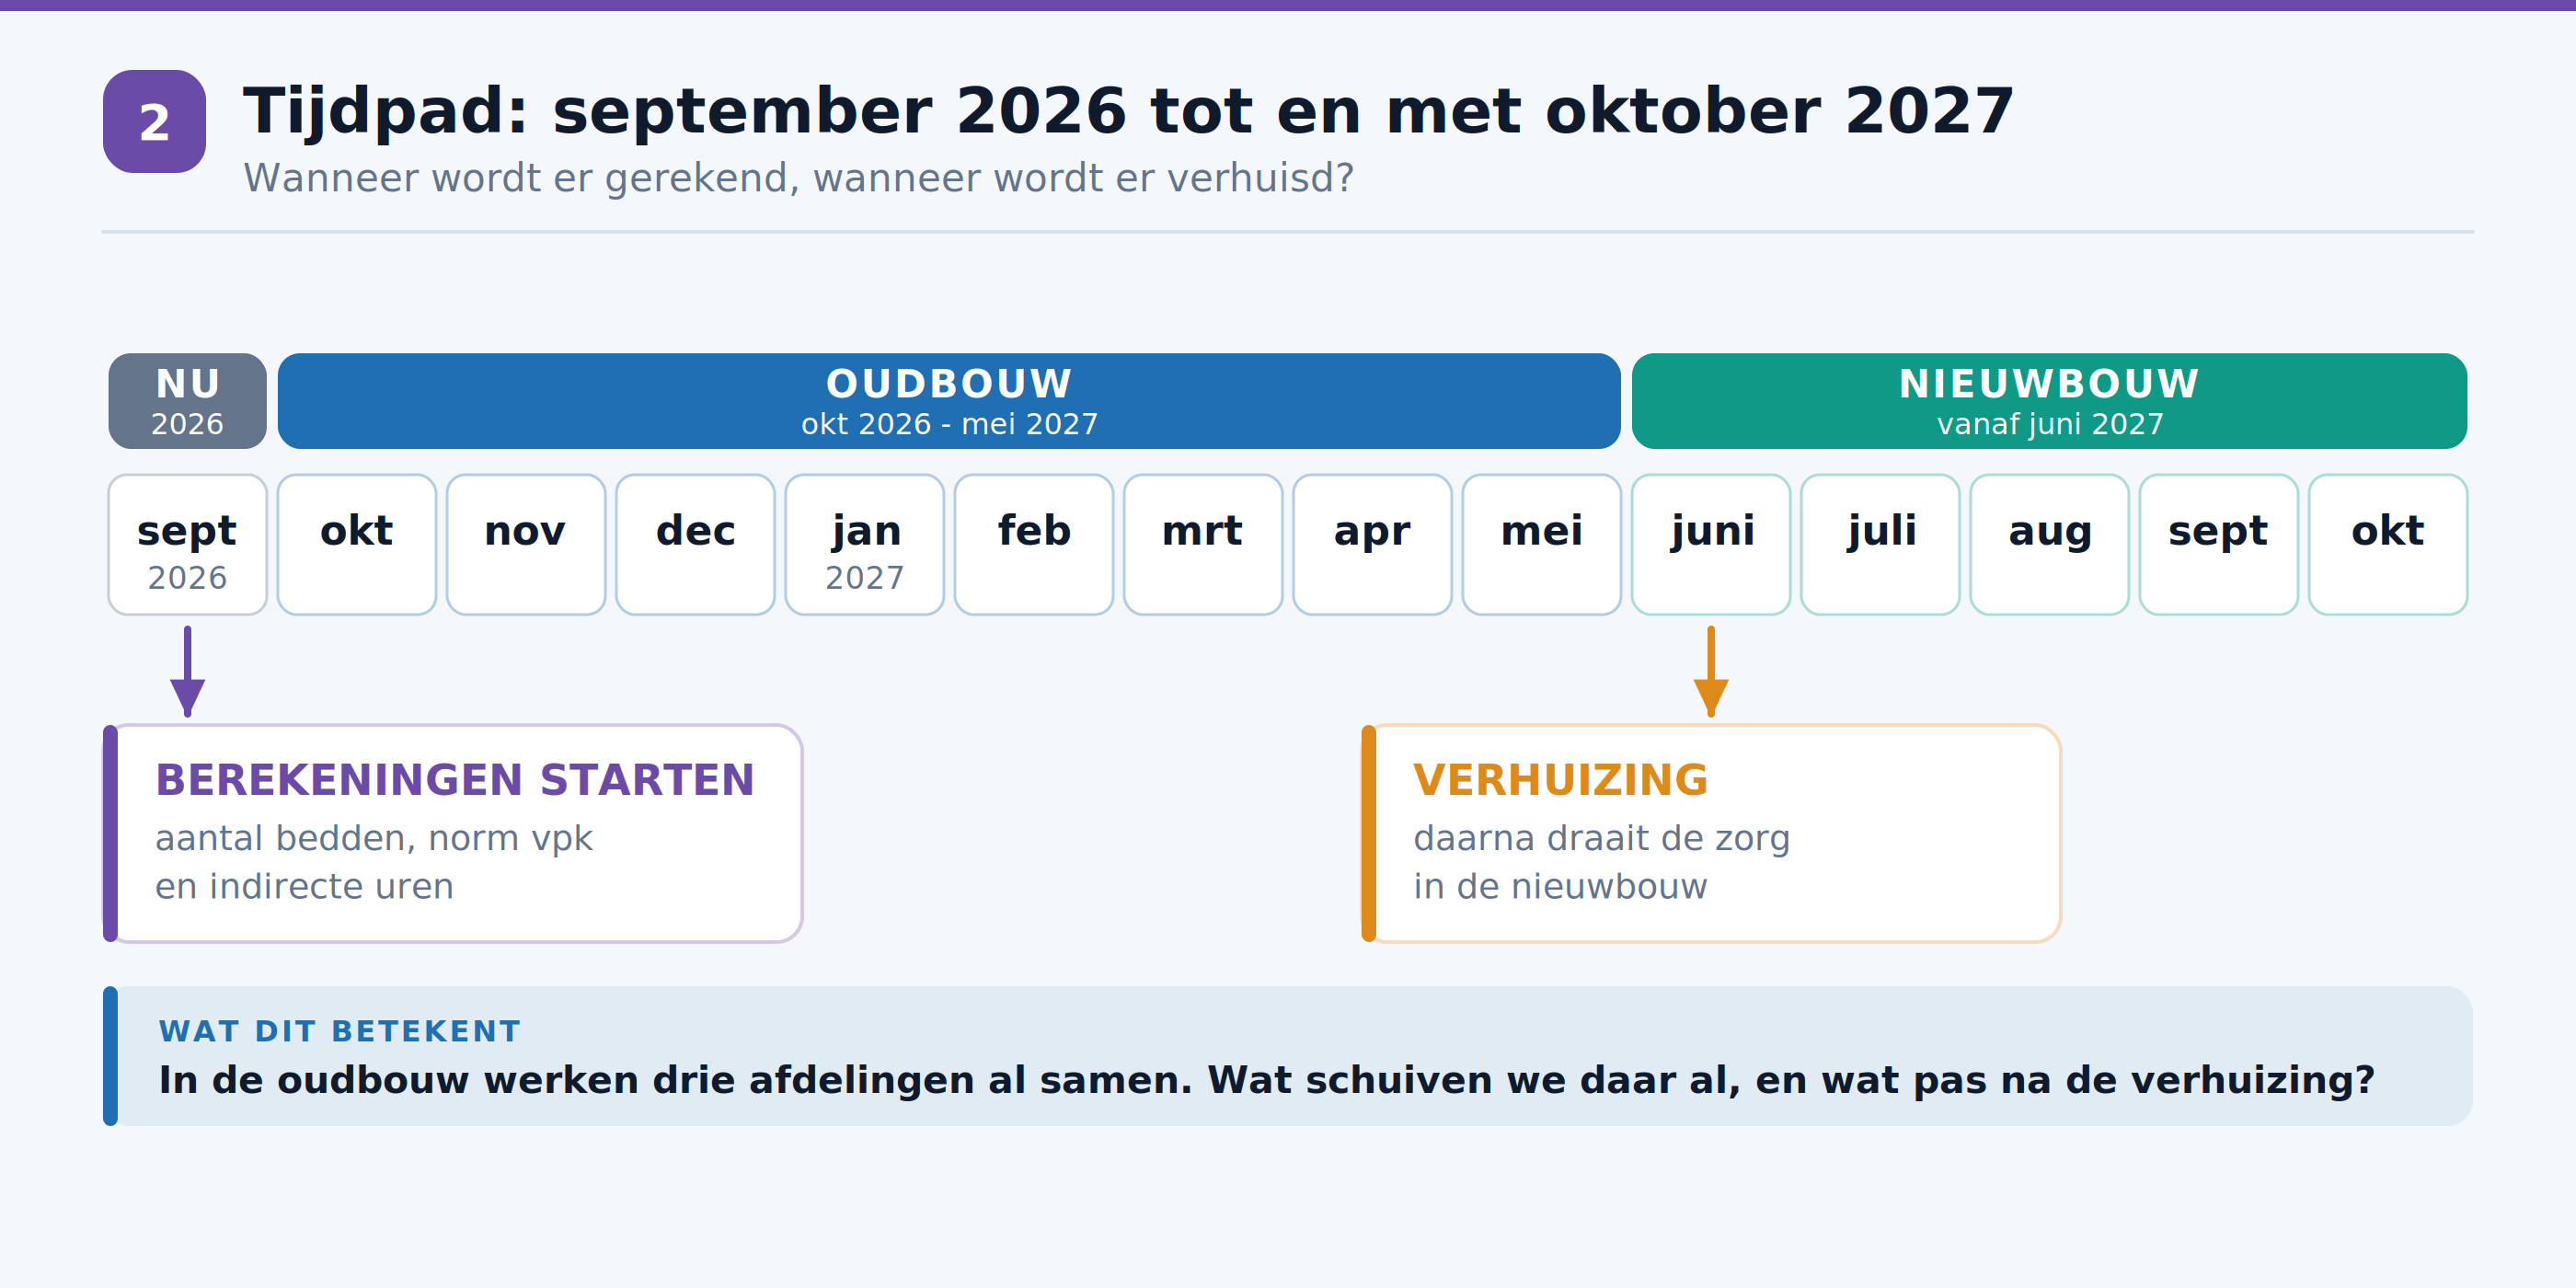 2
Tijdpad: september 2026 tot en met oktober 2027
Wanneer wordt er gerekend, wanneer wordt er verhuisd?
NU
2026
OUDBOUW
okt 2026 - mei 2027
NIEUWBOUW
vanaf juni 2027
sept
2026
okt
nov
dec
jan
2027
feb
mrt
apr
mei
juni
juli
aug
sept
okt
BEREKENINGEN STARTEN
aantal bedden, norm vpk
en indirecte uren
VERHUIZING
daarna draait de zorg
in de nieuwbouw
WAT DIT BETEKENT
In de oudbouw werken drie afdelingen al samen. Wat schuiven we daar al, en wat pas na de verhuizing?